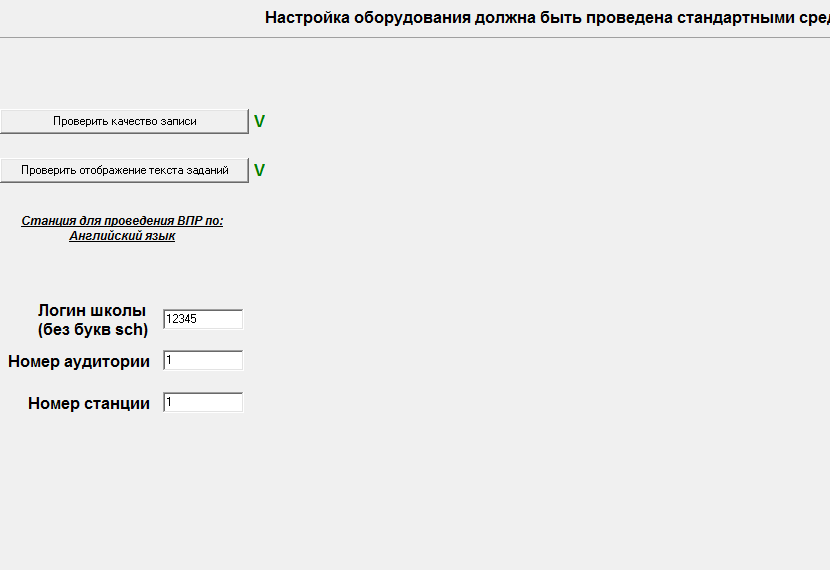 Настройка оборудования должна быть проведена стандартными сред
Проверить качество записи V
Проверить отображение текста заданий V
Станция для проведения ВПР по:
Английский язык
Логин школы
(без букв sch) 12345
Номер аудитории 1
Номер станции 1